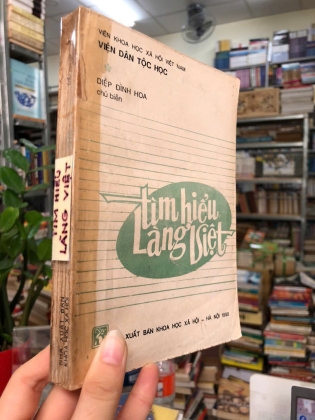 VIỆN KHOA HỌC XÃ HỘI VIỆT NAM
VIỆN DÂN TỘC HỌC
DIỆP ĐÌNH HOA
chủ biên
tìm hiểu
Làng Việt
XUẤT BẢN KHOA HỌC XÃ HỘI - HÀ NỘI 1990
TÌM HIỂU
LÀNG VIỆT